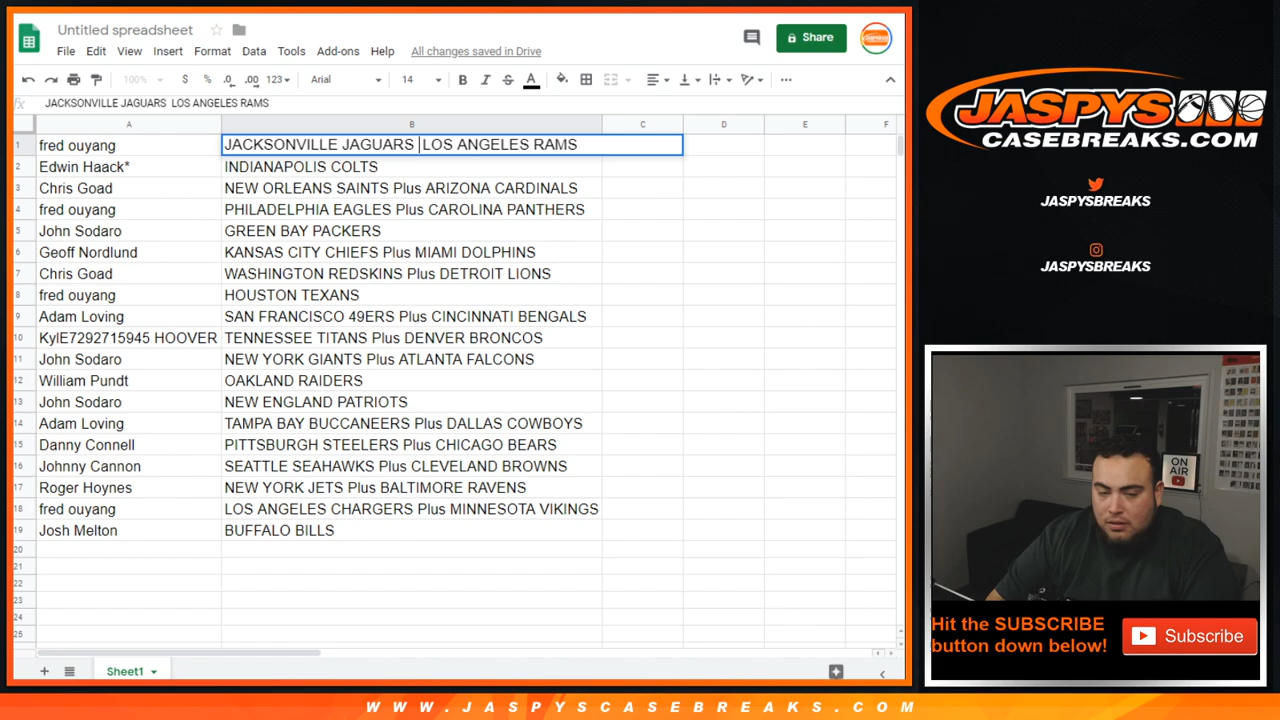 Untitled spreadsheet
File Edit View Insert Format Data Tools Add-ons Help All changes saved in Drive
Share
100% $ % .0 .00 123 Arial 14 B I S A
fx JACKSONVILLE JAGUARS LOS ANGELES RAMS
A B C D E F
1 fred ouyang JACKSONVILLE JAGUARS LOS ANGELES RAMS
2 Edwin Haack* INDIANAPOLIS COLTS
3 Chris Goad NEW ORLEANS SAINTS Plus ARIZONA CARDINALS
4 fred ouyang PHILADELPHIA EAGLES Plus CAROLINA PANTHERS
5 John Sodaro GREEN BAY PACKERS
6 Geoff Nordlund KANSAS CITY CHIEFS Plus MIAMI DOLPHINS
7 Chris Goad WASHINGTON REDSKINS Plus DETROIT LIONS
8 fred ouyang HOUSTON TEXANS
9 Adam Loving SAN FRANCISCO 49ERS Plus CINCINNATI BENGALS
10 KylE7292715945 HOOVER TENNESSEE TITANS Plus DENVER BRONCOS
11 John Sodaro NEW YORK GIANTS Plus ATLANTA FALCONS
12 William Pundt OAKLAND RAIDERS
13 John Sodaro NEW ENGLAND PATRIOTS
14 Adam Loving TAMPA BAY BUCCANEERS Plus DALLAS COWBOYS
15 Danny Connell PITTSBURGH STEELERS Plus CHICAGO BEARS
16 Johnny Cannon SEATTLE SEAHAWKS Plus CLEVELAND BROWNS
17 Roger Hoynes NEW YORK JETS Plus BALTIMORE RAVENS
18 fred ouyang LOS ANGELES CHARGERS Plus MINNESOTA VIKINGS
19 Josh Melton BUFFALO BILLS
20
21
22
23
24
25
Sheet1
JASPYS
CASEBREAKS.COM
JASPYSBREAKS
JASPYSBREAKS
ON
AIR
Hit the SUBSCRIBE
button down below!
Subscribe
WWW.JASPYSCASEBREAKS.COM